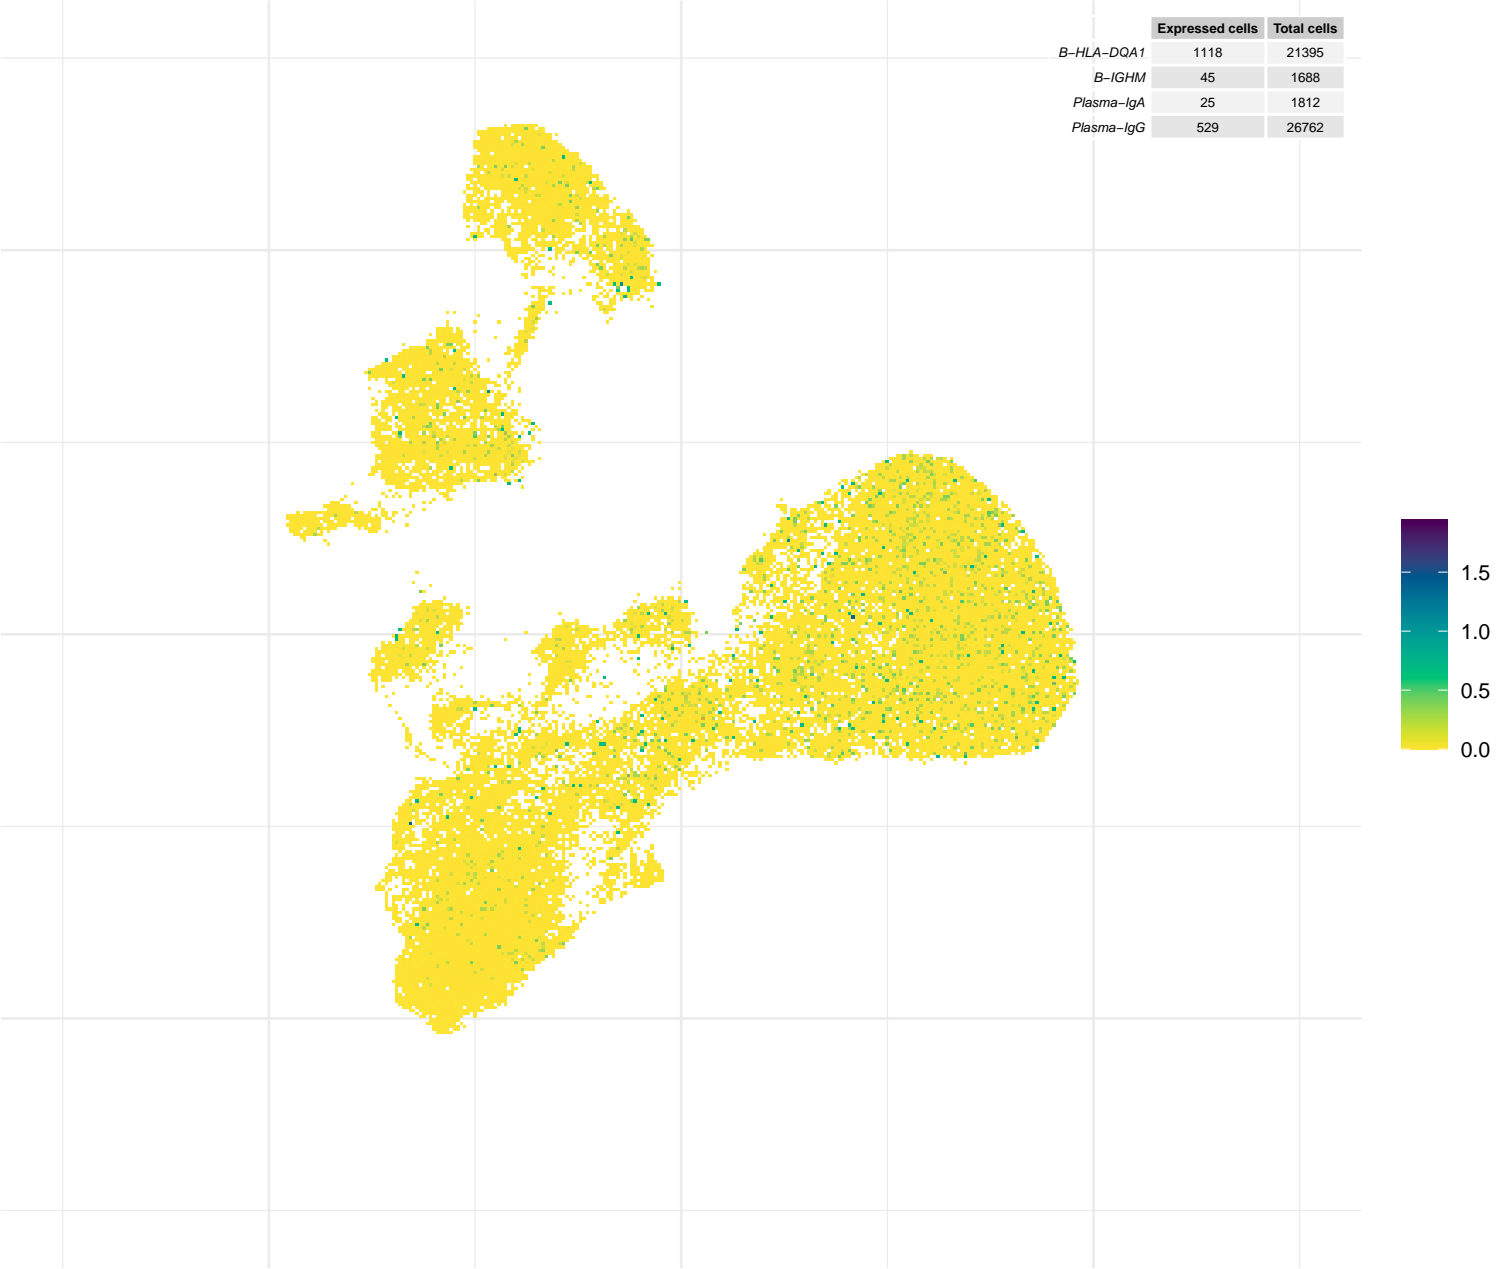 Expressed cells Total cells
B-HLA-DQA1 1118 21395
B-IGHM 45 1688
Plasma-IgA 25 1812
Plasma-IgG 529 26762
1.5
1.0
0.5
0.0